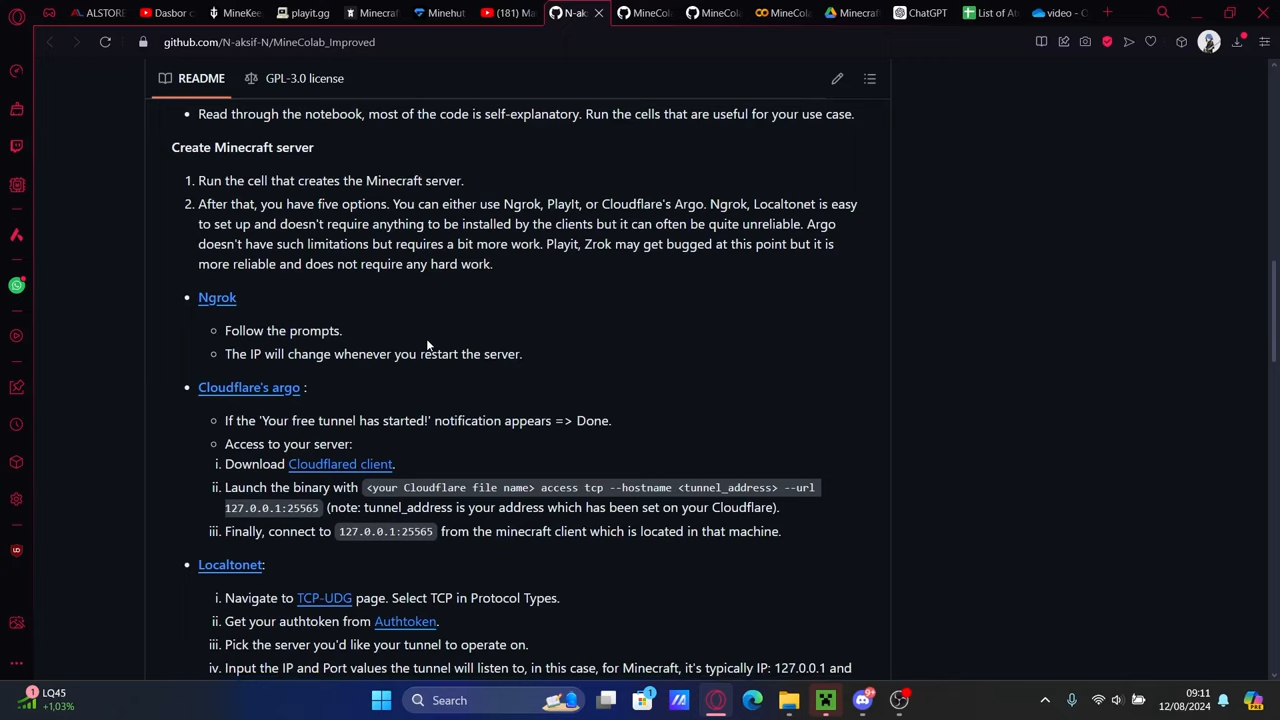 ALSTORE
Dasbor c
MineKee
playit.gg
Minecraf
Minehut
(181) Ma
N-ak
MineCola
MineCola
MineCola
Minecraf
ChatGPT
List of At
video - O
github.com/N-aksif-N/MineColab_Improved
README
GPL-3.0 license
• Read through the notebook, most of the code is self-explanatory. Run the cells that are useful for your use case.
Create Minecraft server
1. Run the cell that creates the Minecraft server.
2. After that, you have five options. You can either use Ngrok, PlayIt, or Cloudflare's Argo. Ngrok, Localtonet is easy
to set up and doesn't require anything to be installed by the clients but it can often be quite unreliable. Argo
doesn't have such limitations but requires a bit more work. Playit, Zrok may get bugged at this point but it is
more reliable and does not require any hard work.
• Ngrok
○ Follow the prompts.
○ The IP will change whenever you restart the server.
• Cloudflare's argo :
○ If the 'Your free tunnel has started!' notification appears => Done.
○ Access to your server:
i. Download Cloudflared client.
ii. Launch the binary with <your Cloudflare file name> access tcp --hostname <tunnel_address> --url
127.0.0.1:25565 (note: tunnel_address is your address which has been set on your Cloudflare).
iii. Finally, connect to 127.0.0.1:25565 from the minecraft client which is located in that machine.
• Localtonet:
i. Navigate to TCP-UDG page. Select TCP in Protocol Types.
ii. Get your authtoken from Authtoken.
iii. Pick the server you'd like your tunnel to operate on.
iv. Input the IP and Port values the tunnel will listen to, in this case, for Minecraft, it's typically IP: 127.0.0.1 and
1
LQ45
+1,03%
Search
1
09:11
12/08/2024